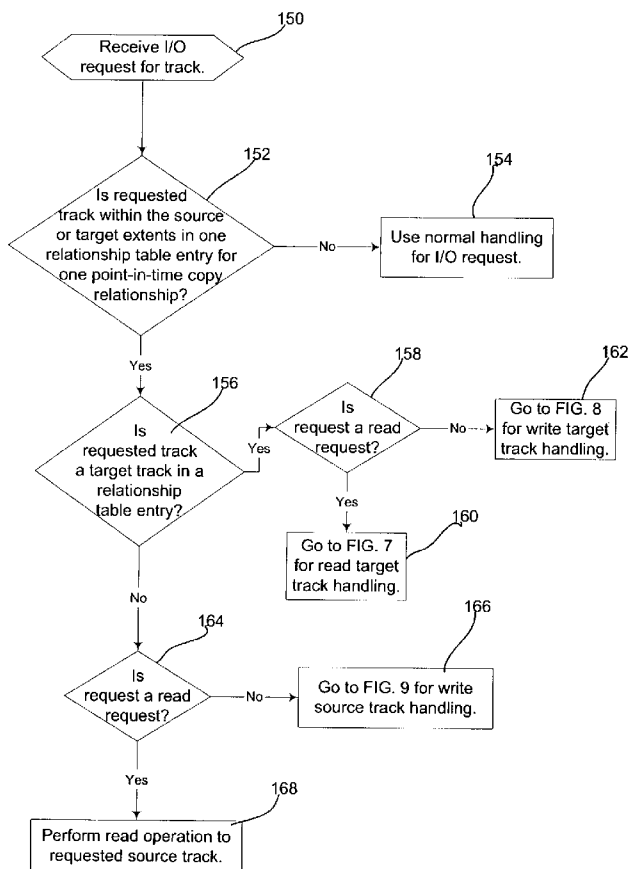 150
Receive I/O
request for track.
152
Is requested
track within the source
or target extents in one
relationship table entry for
one point-in-time copy
relationship?
No
154
Use normal handling
for I/O request.
Yes
156
Is
requested track
a target track in a
relationship
table entry?
Yes
158
Is
request a read
request?
No
162
Go to FIG. 8
for write target
track handling.
Yes
160
Go to FIG. 7
for read target
track handling.
No
164
Is
request a read
request?
No
166
Go to FIG. 9 for write
source track handling.
Yes
168
Perform read operation to
requested source track.